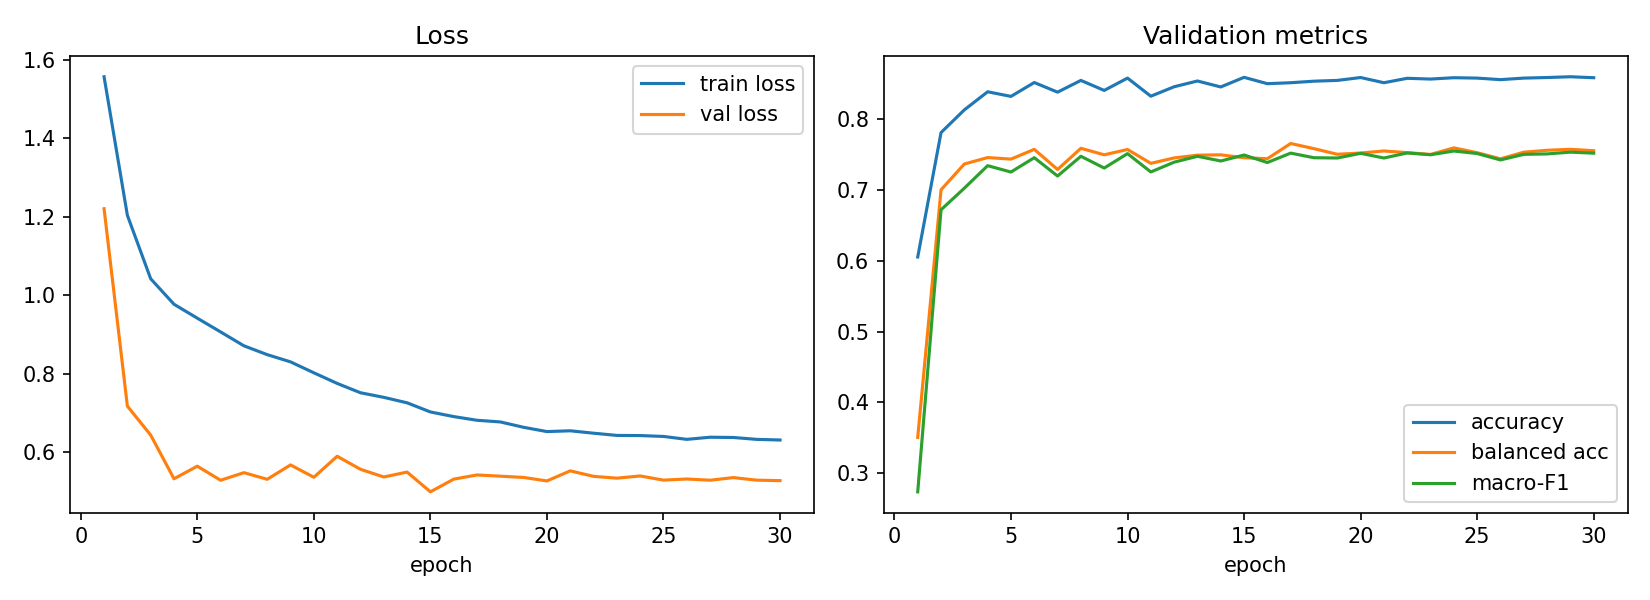 Loss
1.6
1.4
1.2
1.0
0.8
0.6
0
5
10
15
20
25
30
epoch
train loss
val loss
Validation metrics
0.8
0.7
0.6
0.5
0.4
0.3
0
5
10
15
20
25
30
epoch
accuracy
balanced acc
macro-F1